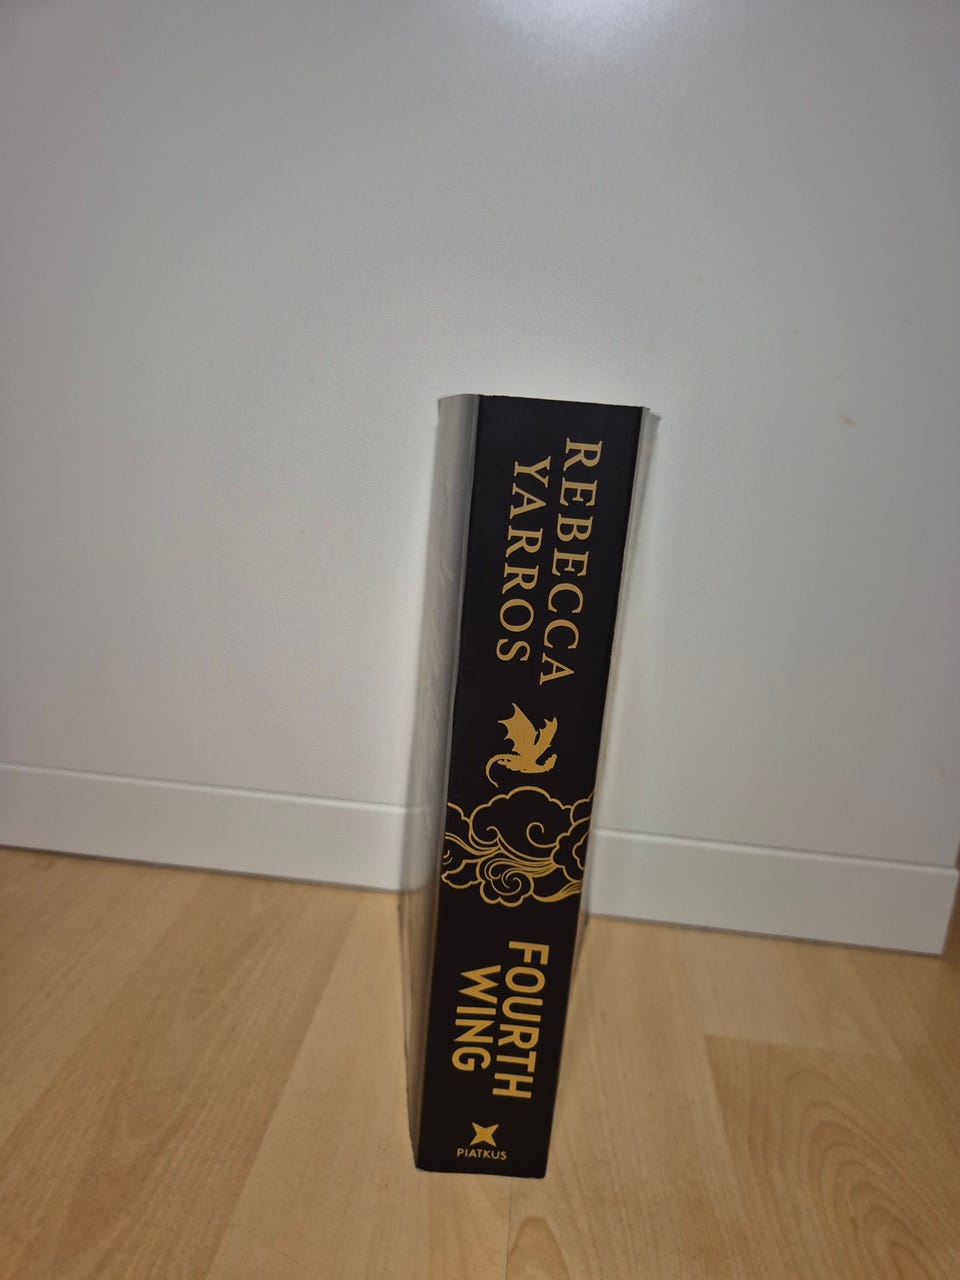 REBECCA
YARROS
FOURTH
WING
PIATKUS